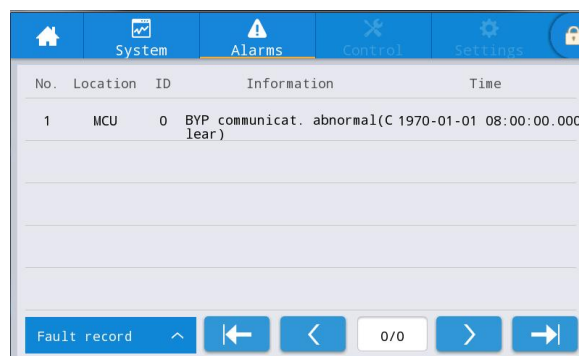 System Alarms Control Settings
No. Location ID Information Time
1 MCU 0 BYP communicat. abnormal(C 1970-01-01 08:00:00.000
lear)
Fault record 0/0